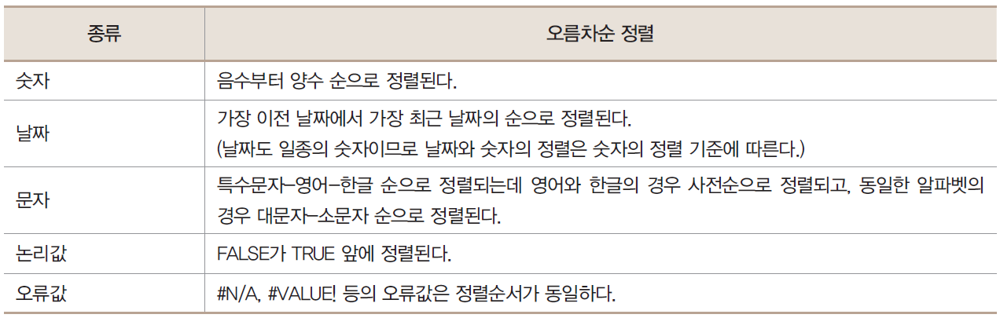 종류
오름차순 정렬
숫자
음수부터 양수 순으로 정렬된다.
날짜
가장 이전 날짜에서 가장 최근 날짜의 순으로 정렬된다.
(날짜도 일종의 숫자이므로 날짜와 숫자의 정렬은 숫자의 정렬 기준에 따른다.)
문자
특수문자-영어-한글 순으로 정렬되는데 영어와 한글의 경우 사전순으로 정렬되고, 동일한 알파벳의
경우 대문자-소문자 순으로 정렬된다.
논리값
FALSE가 TRUE 앞에 정렬된다.
오류값
#N/A, #VALUE! 등의 오류값은 정렬순서가 동일하다.